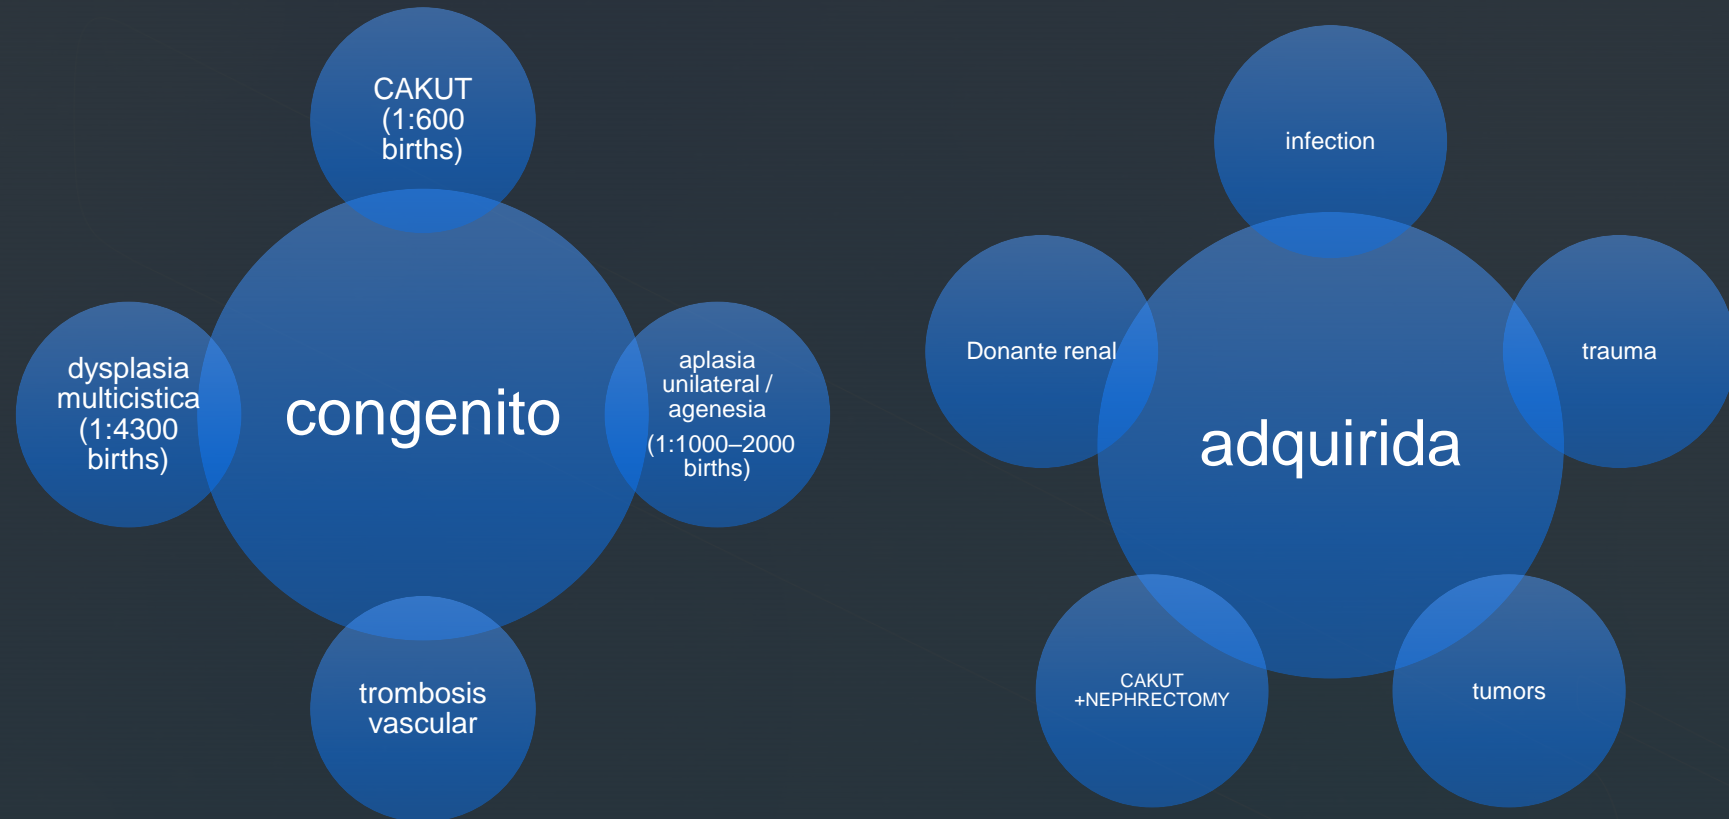 CAKUT
(1:600
births)
dysplasia
multicistica
(1:4300
births)
congenito
aplasia
unilateral /
agenesia
(1:1000–2000
births)
trombosis
vascular
infection
Donante renal
trauma
adquirida
CAKUT
+NEPHRECTOMY
tumors